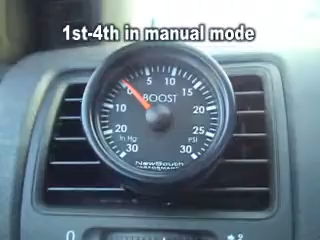 1st-4th in manual mode
5 10
0 15
BOOST
10
20 25
In Hg PSI
30 30
NewSouth
PERFORMANCE
0